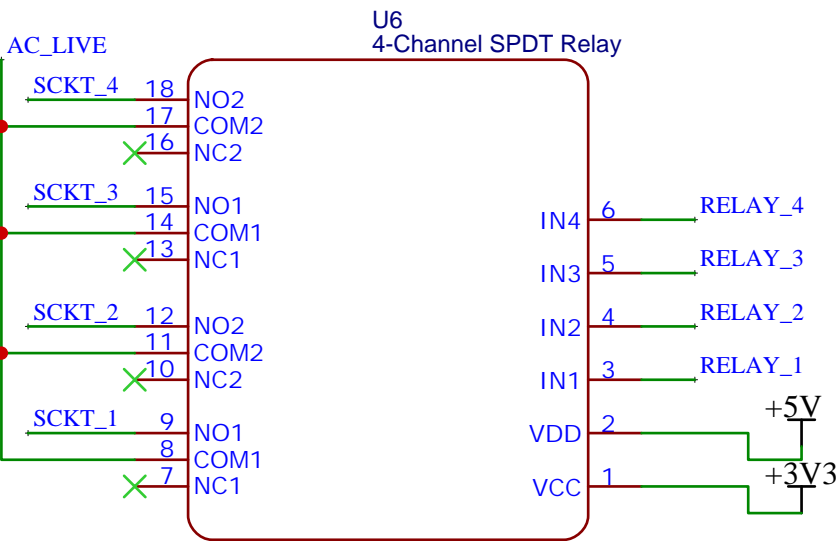 U6
4-Channel SPDT Relay
AC_LIVE
SCKT_4 18 NO2
17 COM2
16 NC2
SCKT_3 15 NO1
14 COM1
13 NC1
SCKT_2 12 NO2
11 COM2
10 NC2
SCKT_1 9 NO1
8 COM1
7 NC1
IN4 6 RELAY_4
IN3 5 RELAY_3
IN2 4 RELAY_2
IN1 3 RELAY_1
VDD 2 +5V
VCC 1 +3V3